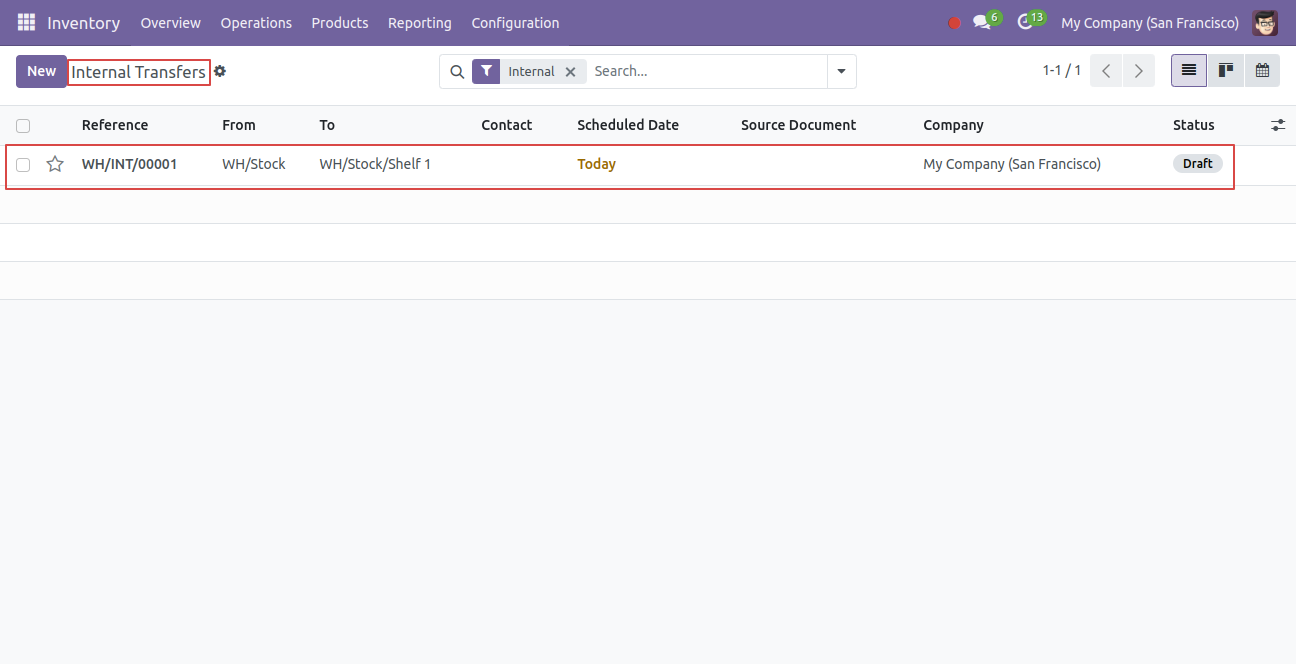 Inventory Overview Operations Products Reporting Configuration 6 13 My Company (San Francisco)
New Internal Transfers Internal Search... 1-1 / 1
Reference From To Contact Scheduled Date Source Document Company Status
WH/INT/00001 WH/Stock WH/Stock/Shelf 1 Today My Company (San Francisco) Draft